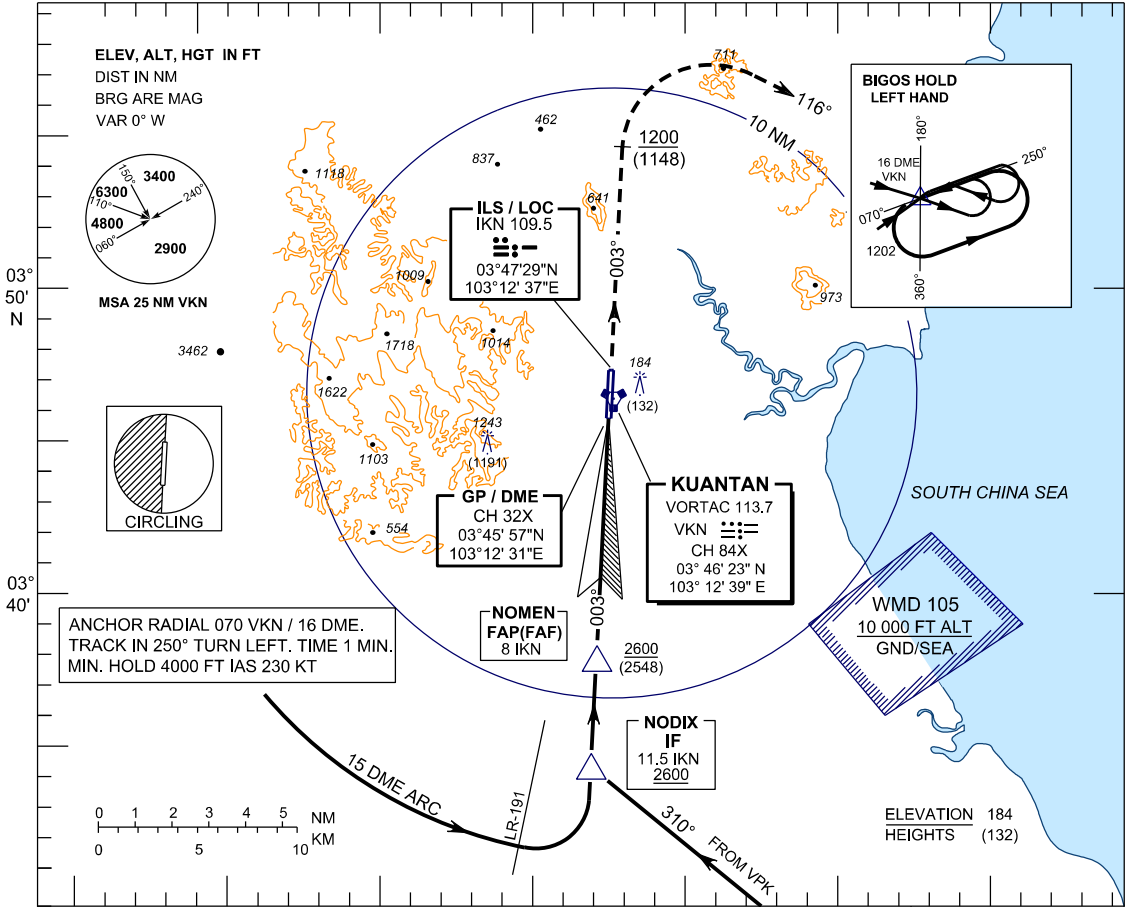 ELEV, ALT, HGT IN FT
DIST IN NM
BRG ARE MAG
VAR 0° W
150°
3400
6300
110°
240°
4800
060°
2900
MSA 25 NM VKN
03°
50'
N
3462
CIRCLING
1118
462
837
641
1009
1718
1014
1622
1243
(1191)
1103
554
711
116°
10 NM
1200
(1148)
003°
973
184
(132)
ILS / LOC
IKN 109.5
03°47'29"N
103°12' 37"E
GP / DME
CH 32X
03°45' 57"N
103°12' 31"E
KUANTAN
VORTAC 113.7
VKN
CH 84X
03° 46' 23" N
103° 12' 39" E
BIGOS HOLD
LEFT HAND
180°
16 DME
VKN
250°
070°
1202
360°
SOUTH CHINA SEA
03°
40'
WMD 105
10 000 FT ALT
GND/SEA
ANCHOR RADIAL 070 VKN / 16 DME.
TRACK IN 250° TURN LEFT. TIME 1 MIN.
MIN. HOLD 4000 FT IAS 230 KT
003°
NOMEN
FAP(FAF)
8 IKN
2600
(2548)
NODIX
IF
11.5 IKN
2600
15 DME ARC
LR-191
310° FROM VPK
0 1 2 3 4 5 NM
0 5 10 KM
ELEVATION 184
HEIGHTS (132)